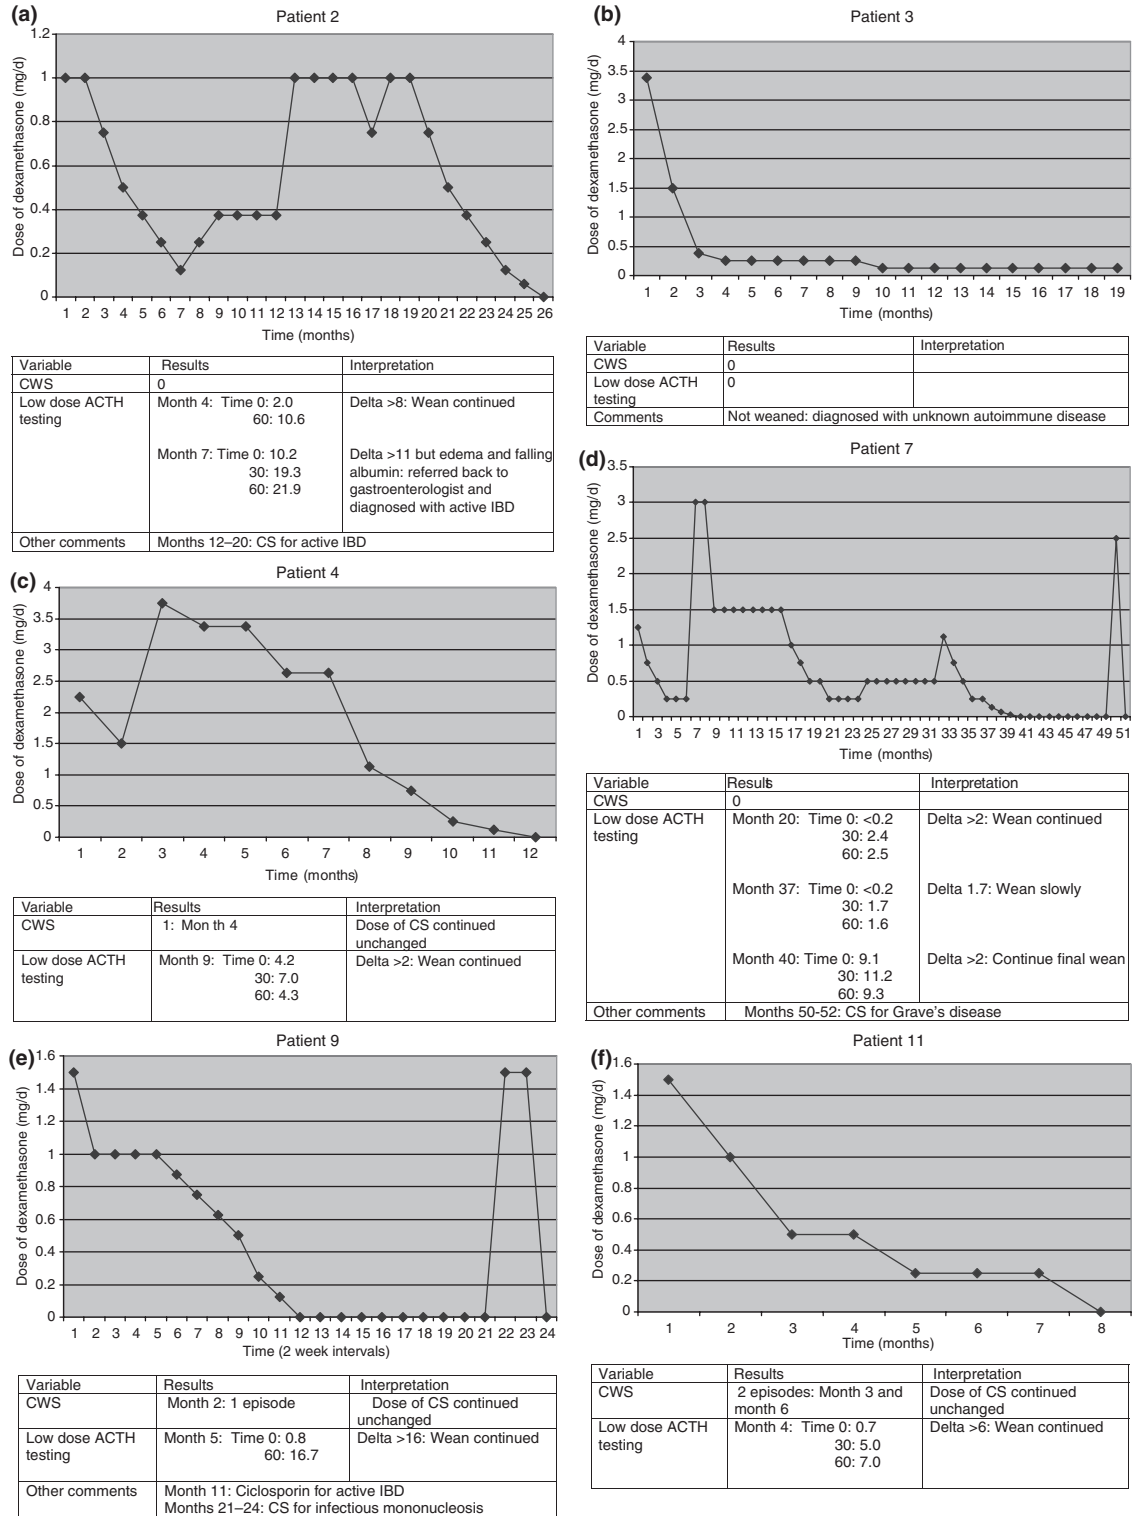 (a)
Patient 2
Dose of dexamethasone (mg/d)
1.2
1
0.8
0.6
0.4
0.2
0
1 2 3 4 5 6 7 8 9 10 11 12 13 14 15 16 17 18 19 20 21 22 23 24 25 26
Time (months)
Variable Results Interpretation
CWS 0
Low dose ACTH Month 4: Time 0: 2.0 Delta >8: Wean continued
testing 60: 10.6
Month 7: Time 0: 10.2 Delta >11 but edema and falling
30: 19.3 albumin: referred back to
60: 21.9 gastroenterologist and
diagnosed with active IBD
Other comments Months 12–20: CS for active IBD
(b)
Patient 3
Dose of dexamethasone (mg/d)
4
3.5
3
2.5
2
1.5
1
0.5
0
1 2 3 4 5 6 7 8 9 10 11 12 13 14 15 16 17 18 19
Time (months)
Variable Results Interpretation
CWS 0
Low dose ACTH 0
testing
Comments Not weaned: diagnosed with unknown autoimmune disease
(c)
Patient 4
Dose of dexamethasone (mg/d)
4
3.5
3
2.5
2
1.5
1
0.5
0
1 2 3 4 5 6 7 8 9 10 11 12
Time (months)
Variable Results Interpretation
CWS 1: Mon th 4 Dose of CS continued
unchanged
Low dose ACTH Month 9: Time 0: 4.2 Delta >2: Wean continued
testing 30: 7.0
60: 4.3
(d)
Patient 7
Dose of dexamethasone (mg/d)
3.5
3
2.5
2
1.5
1
0.5
0
1 3 5 7 9 11 13 15 17 19 21 23 25 27 29 31 33 35 37 39 41 43 45 47 49 51
Time (months)
Variable Results Interpretation
CWS 0
Low dose ACTH Month 20: Time 0: <0.2 Delta >2: Wean continued
testing 30: 2.4
60: 2.5
Month 37: Time 0: <0.2 Delta 1.7: Wean slowly
30: 1.7
60: 1.6
Month 40: Time 0: 9.1 Delta >2: Continue final wean
30: 11.2
60: 9.3
Other comments Months 50-52: CS for Grave's disease
(e)
Patient 9
Dose of dexamethasone (mg/d)
1.6
1.4
1.2
1
0.8
0.6
0.4
0.2
0
1 2 3 4 5 6 7 8 9 10 11 12 13 14 15 16 17 18 19 20 21 22 23 24
Time (2 week intervals)
Variable Results Interpretation
CWS Month 2: 1 episode Dose of CS continued
unchanged
Low dose ACTH Month 5: Time 0: 0.8 Delta >16: Wean continued
testing 60: 16.7
Other comments Month 11: Ciclosporin for active IBD
Months 21–24: CS for infectious mononucleosis
(f)
Patient 11
Dose of dexamethasone (mg/d)
1.6
1.4
1.2
1
0.8
0.6
0.4
0.2
0
1 2 3 4 5 6 7 8
Time (months)
Variable Results Interpretation
CWS 2 episodes: Month 3 and Dose of CS continued
month 6 unchanged
Low dose ACTH Month 4: Time 0: 0.7 Delta >6: Wean continued
testing 30: 5.0
60: 7.0